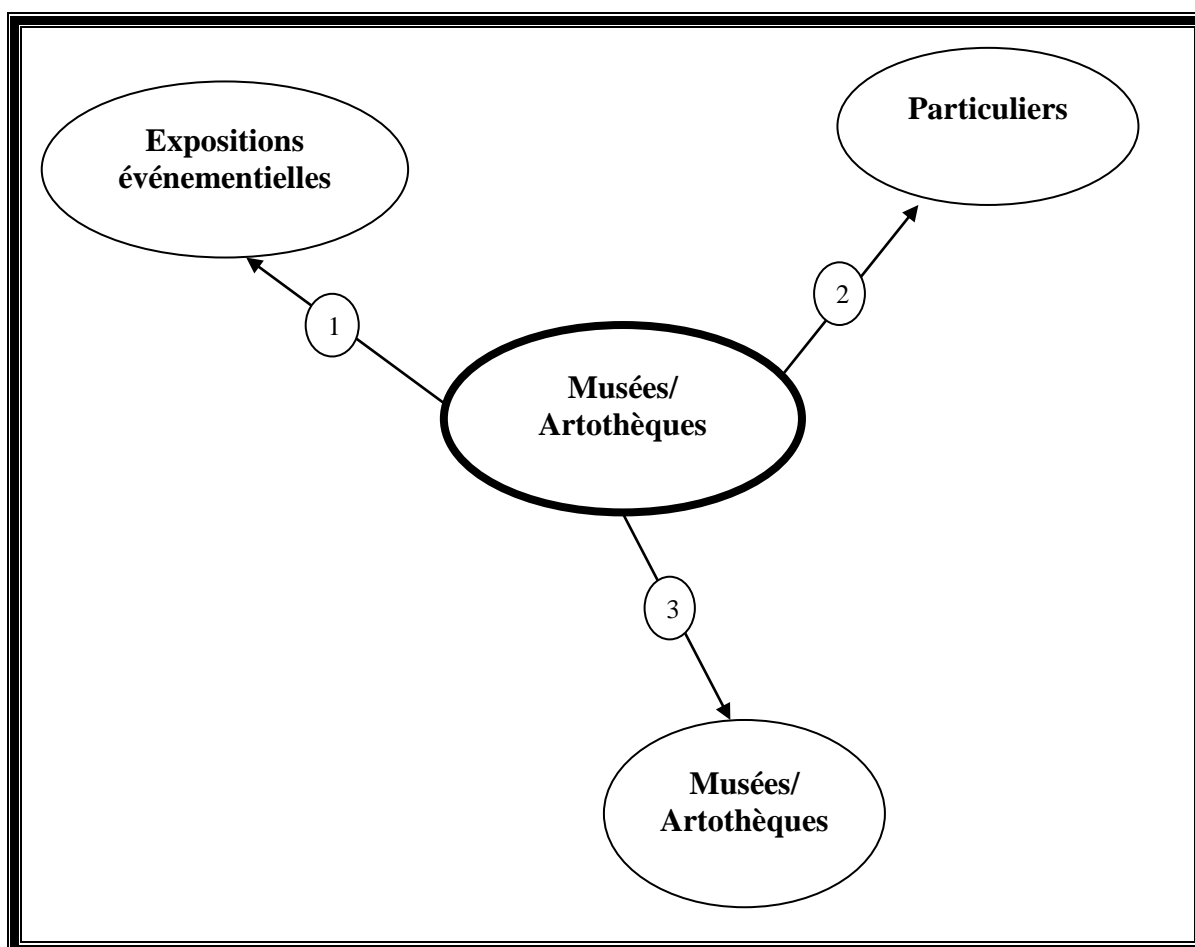 Expositions
événementielles
Particuliers
1
2
Musées/
Artothèques
3
Musées/
Artothèques